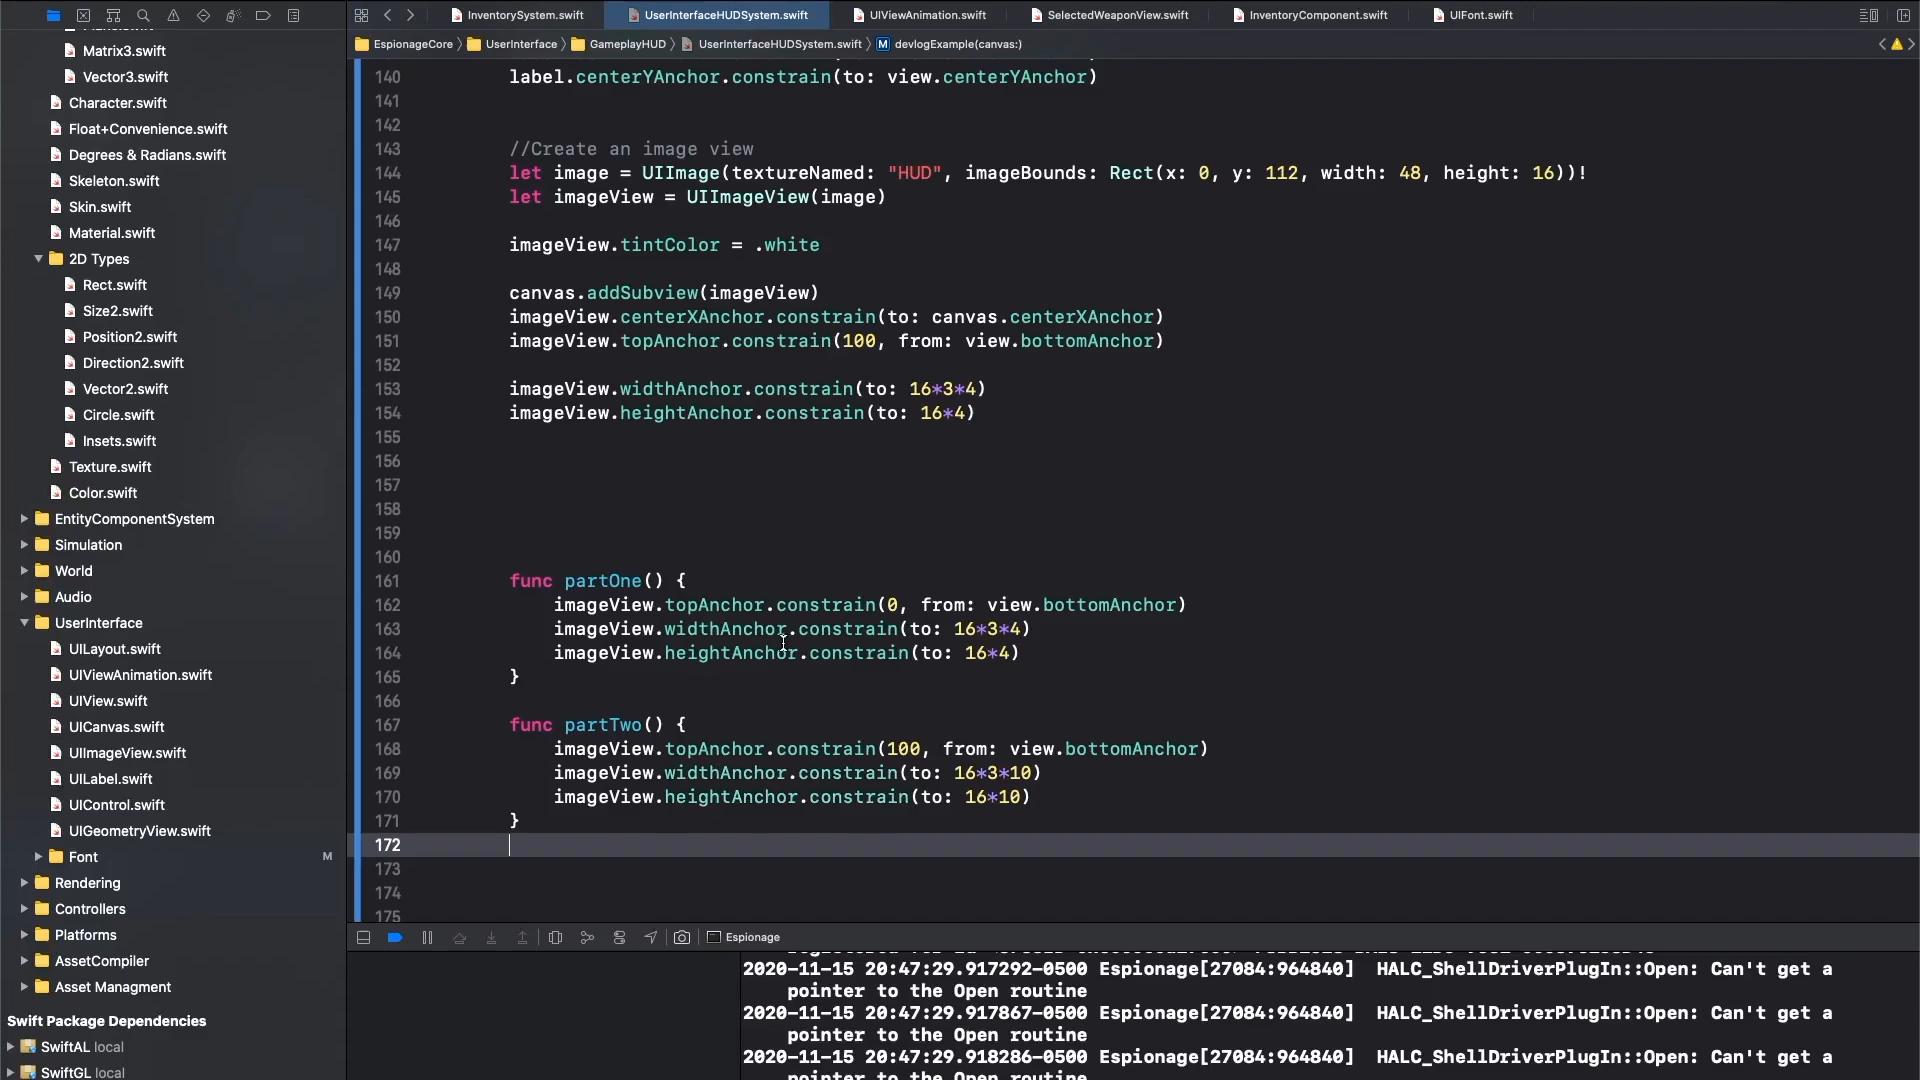 InventorySystem.swift
UserInterfaceHUDSystem.swift
UIViewAnimation.swift
SelectedWeaponView.swift
InventoryComponent.swift
UIFont.swift
EspionageCore
UserInterface
GameplayHUD
UserInterfaceHUDSystem.swift
M
devlogExample(canvas:)
Matrix3.swift
Vector3.swift
Character.swift
Float+Convenience.swift
Degrees & Radians.swift
Skeleton.swift
Skin.swift
Material.swift
2D Types
Rect.swift
Size2.swift
Position2.swift
Direction2.swift
Vector2.swift
Circle.swift
Insets.swift
Texture.swift
Color.swift
EntityComponentSystem
Simulation
World
Audio
UserInterface
UILayout.swift
UIViewAnimation.swift
UIView.swift
UICanvas.swift
UIImageView.swift
UILabel.swift
UIControl.swift
UIGeometryView.swift
Font M
Rendering
Controllers
Platforms
AssetCompiler
Asset Managment
Swift Package Dependencies
SwiftAL local
SwiftGL local
140 label.centerYAnchor.constrain(to: view.centerYAnchor)
141
142
143 //Create an image view
144 let image = UIImage(textureNamed: "HUD", imageBounds: Rect(x: 0, y: 112, width: 48, height: 16))!
145 let imageView = UIImageView(image)
146
147 imageView.tintColor = .white
148
149 canvas.addSubview(imageView)
150 imageView.centerXAnchor.constrain(to: canvas.centerXAnchor)
151 imageView.topAnchor.constrain(100, from: view.bottomAnchor)
152
153 imageView.widthAnchor.constrain(to: 16*3*4)
154 imageView.heightAnchor.constrain(to: 16*4)
155
156
157
158
159
160
161 func partOne() {
162 imageView.topAnchor.constrain(0, from: view.bottomAnchor)
163 imageView.widthAnchor.constrain(to: 16*3*4)
164 imageView.heightAnchor.constrain(to: 16*4)
165 }
166
167 func partTwo() {
168 imageView.topAnchor.constrain(100, from: view.bottomAnchor)
169 imageView.widthAnchor.constrain(to: 16*3*10)
170 imageView.heightAnchor.constrain(to: 16*10)
171 }
172
173
174
175
Espionage
2020-11-15 20:47:29.917292-0500 Espionage[27084:964840] HALC_ShellDriverPlugIn::Open: Can't get a
pointer to the Open routine
2020-11-15 20:47:29.917867-0500 Espionage[27084:964840] HALC_ShellDriverPlugIn::Open: Can't get a
pointer to the Open routine
2020-11-15 20:47:29.918286-0500 Espionage[27084:964840] HALC_ShellDriverPlugIn::Open: Can't get a
pointer to the Open routine